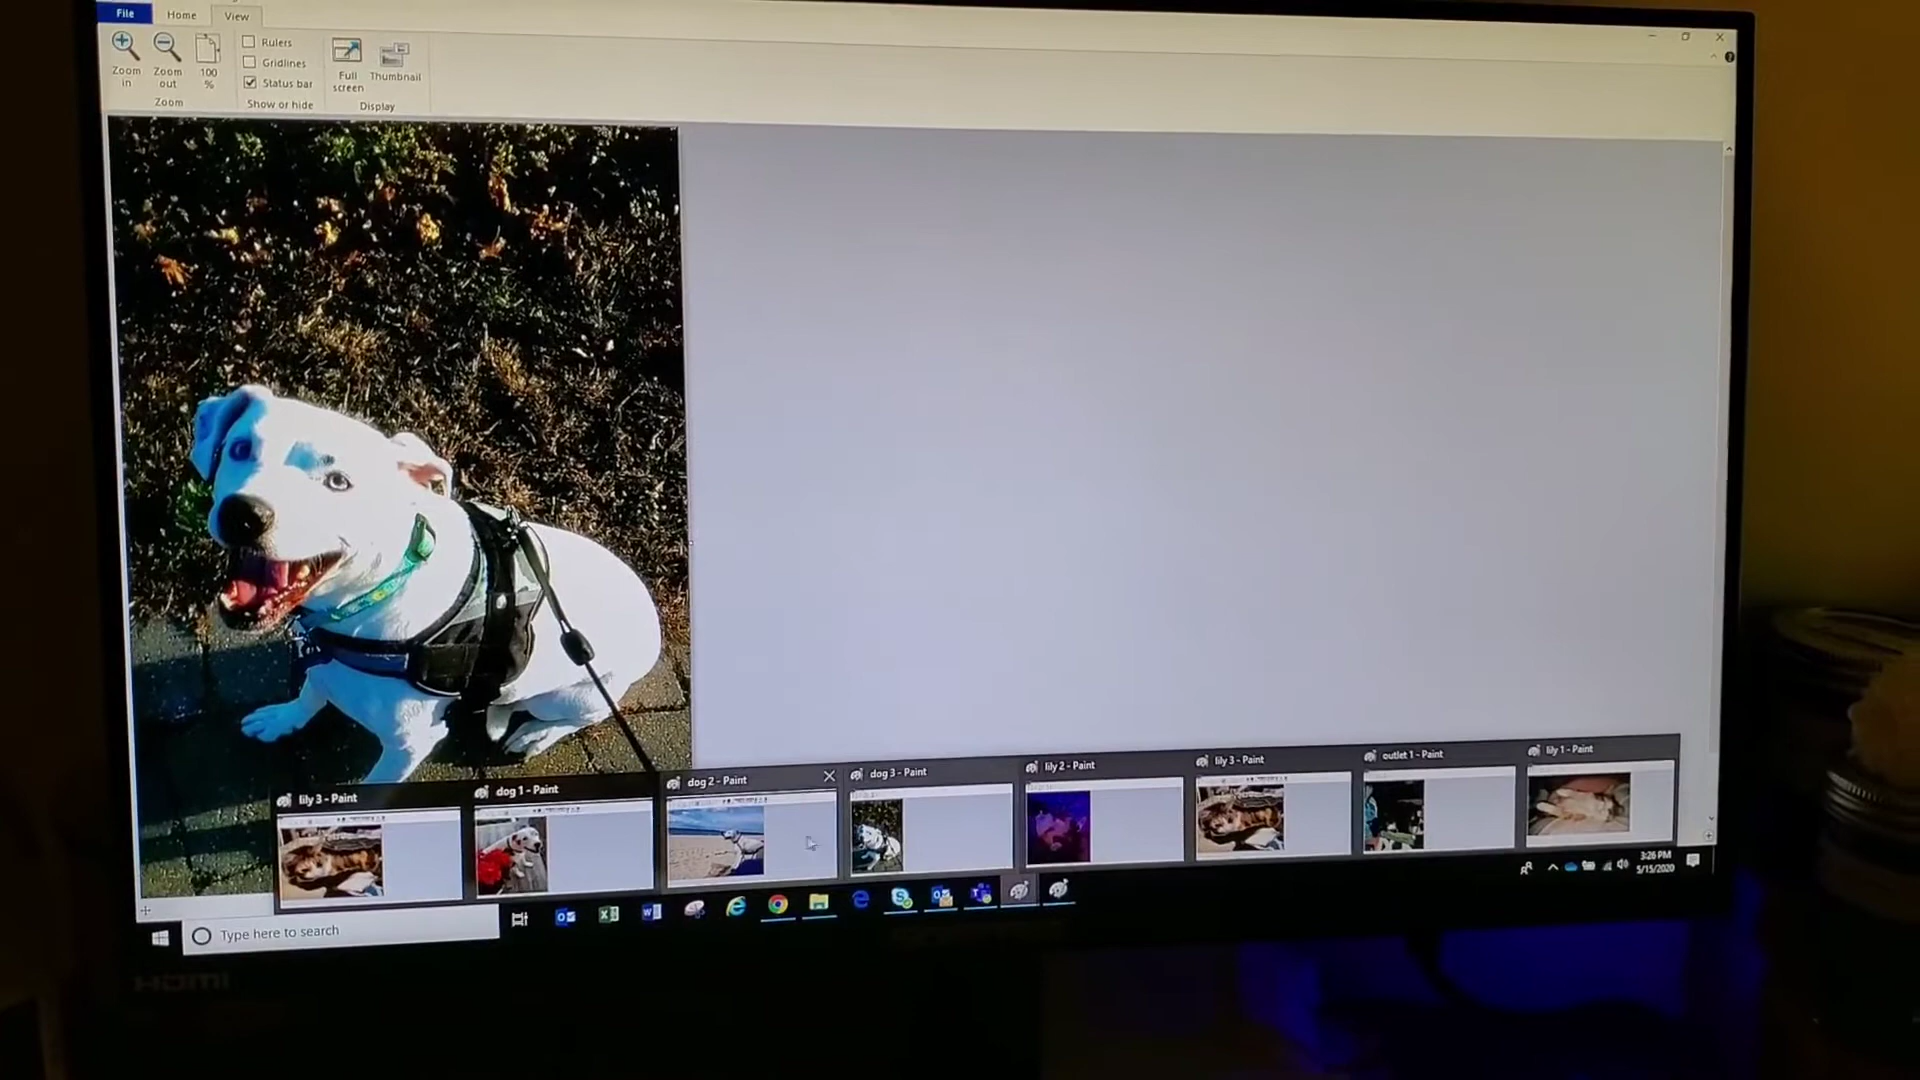 File Home View
Zoom in
Zoom out
100 %
Zoom
Rulers
Gridlines
Status bar
Show or hide
Full screen
Thumbnail
Display
lily 3 - Paint
dog 1 - Paint
dog 2 - Paint
dog 3 - Paint
lily 2 - Paint
lily 3 - Paint
outlet 1 - Paint
lily 1 - Paint
3:26 PM
5/15/2020
Type here to search
HDMI